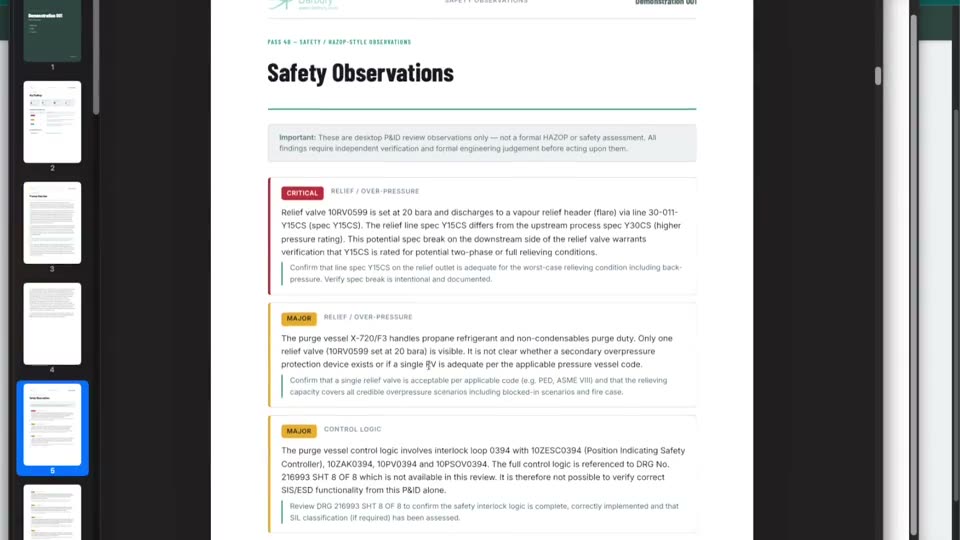 Darbury
SAFETY OBSERVATIONS
Demonstration 001
PASS 4B — SAFETY / HAZOP-STYLE OBSERVATIONS
Safety Observations
Important: These are desktop P&ID review observations only — not a formal HAZOP or safety assessment. All
findings require independent verification and formal engineering judgement before acting upon them.
CRITICAL RELIEF / OVER-PRESSURE
Relief valve 10RV0599 is set at 20 bara and discharges to a vapour relief header (flare) via line 30-011-
Y15CS (spec Y15CS). The relief line spec Y15CS differs from the upstream process spec Y30CS (higher
pressure rating). This potential spec break on the downstream side of the relief valve warrants
verification that Y15CS is rated for potential two-phase or full relieving conditions.
Confirm that line spec Y15CS on the relief outlet is adequate for the worst-case relieving condition including back-
pressure. Verify spec break is intentional and documented.
MAJOR RELIEF / OVER-PRESSURE
The purge vessel X-720/F3 handles propane refrigerant and non-condensables purge duty. Only one
relief valve (10RV0599 set at 20 bara) is visible. It is not clear whether a secondary overpressure
protection device exists or if a single RV is adequate per the applicable pressure vessel code.
Confirm that a single relief valve is acceptable per applicable code (e.g. PED, ASME VIII) and that the relieving
capacity covers all credible overpressure scenarios including blocked-in scenarios and fire case.
MAJOR CONTROL LOGIC
The purge vessel control logic involves interlock loop 0394 with 10ZESC0394 (Position Indicating Safety
Controller), 10ZAK0394, 10PV0394 and 10PSOV0394. The full control logic is referenced to DRG No.
216993 SHT 8 OF 8 which is not available in this review. It is therefore not possible to verify correct
SIS/ESD functionality from this P&ID alone.
Review DRG 216993 SHT 8 OF 8 to confirm the safety interlock logic is complete, correctly implemented and that
SIL classification (if required) has been assessed.
Demonstration 001
1
2
3
4
Safety Observations
5